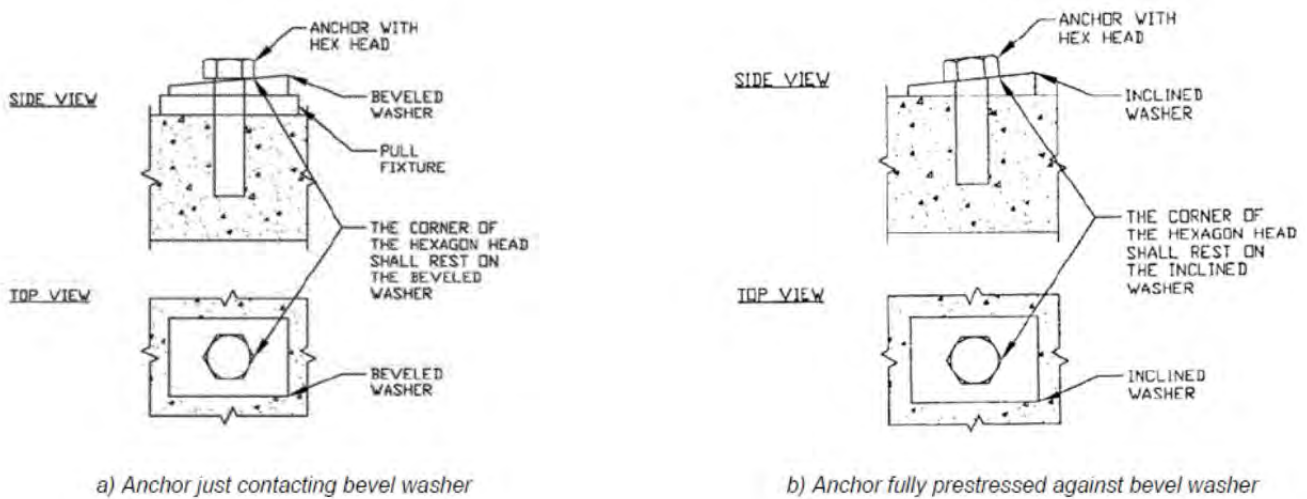 ANCHOR WITH
HEX HEAD
SIDE VIEW
BEVELED
WASHER
PULL
FIXTURE
THE CORNER OF
THE HEXAGON HEAD
SHALL REST ON
THE BEVELED
WASHER
TOP VIEW
BEVELED
WASHER
a) Anchor just contacting bevel washer
ANCHOR WITH
HEX HEAD
SIDE VIEW
INCLINED
WASHER
THE CORNER OF
THE HEXAGON HEAD
SHALL REST ON
THE INCLINED
WASHER
TOP VIEW
INCLINED
WASHER
b) Anchor fully prestressed against bevel washer